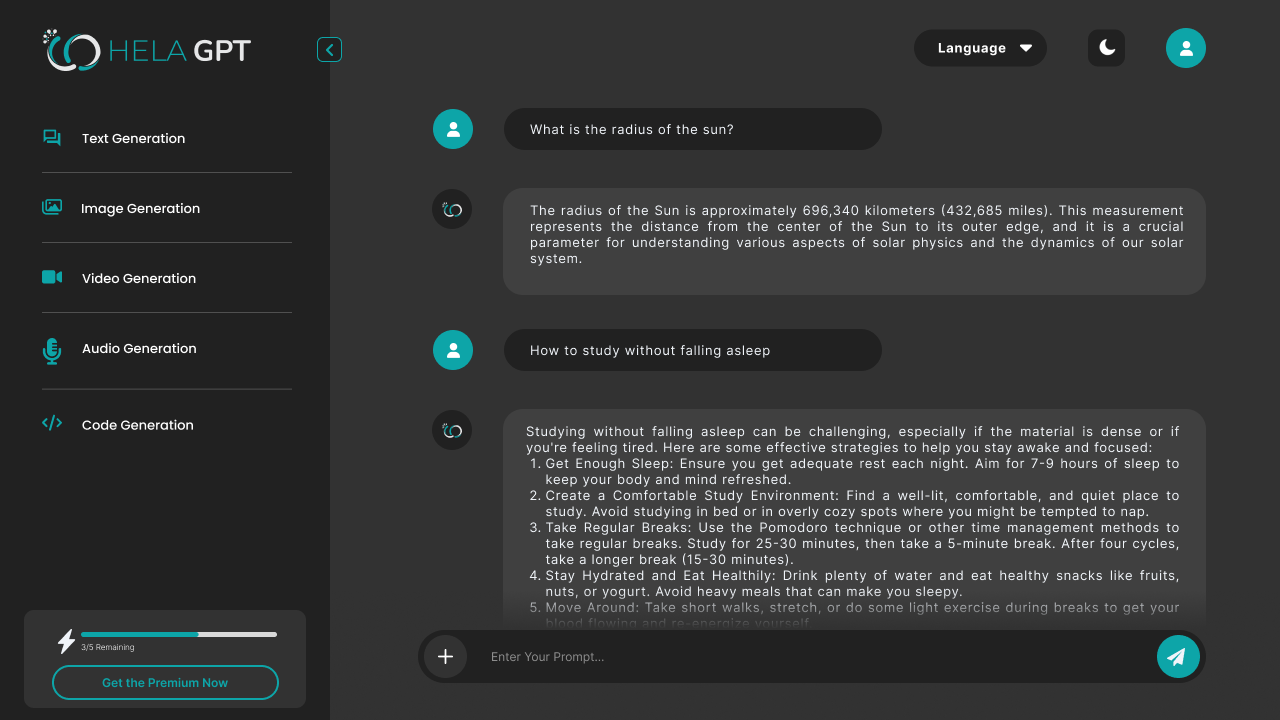 HELA GPT
Text Generation
Image Generation
Video Generation
Audio Generation
Code Generation
3/5 Remaining
Get the Premium Now
Language
What is the radius of the sun?
The radius of the Sun is approximately 696,340 kilometers (432,685 miles). This measurement
represents the distance from the center of the Sun to its outer edge, and it is a crucial
parameter for understanding various aspects of solar physics and the dynamics of our solar
system.
How to study without falling asleep
Studying without falling asleep can be challenging, especially if the material is dense or if
you're feeling tired. Here are some effective strategies to help you stay awake and focused:
1. Get Enough Sleep: Ensure you get adequate rest each night. Aim for 7-9 hours of sleep to
keep your body and mind refreshed.
2. Create a Comfortable Study Environment: Find a well-lit, comfortable, and quiet place to
study. Avoid studying in bed or in overly cozy spots where you might be tempted to nap.
3. Take Regular Breaks: Use the Pomodoro technique or other time management methods to
take regular breaks. Study for 25-30 minutes, then take a 5-minute break. After four cycles,
take a longer break (15-30 minutes).
4. Stay Hydrated and Eat Healthily: Drink plenty of water and eat healthy snacks like fruits,
nuts, or yogurt. Avoid heavy meals that can make you sleepy.
5. Move Around: Take short walks, stretch, or do some light exercise during breaks to get your
blood flowing and re-energize yourself.
Enter Your Prompt...